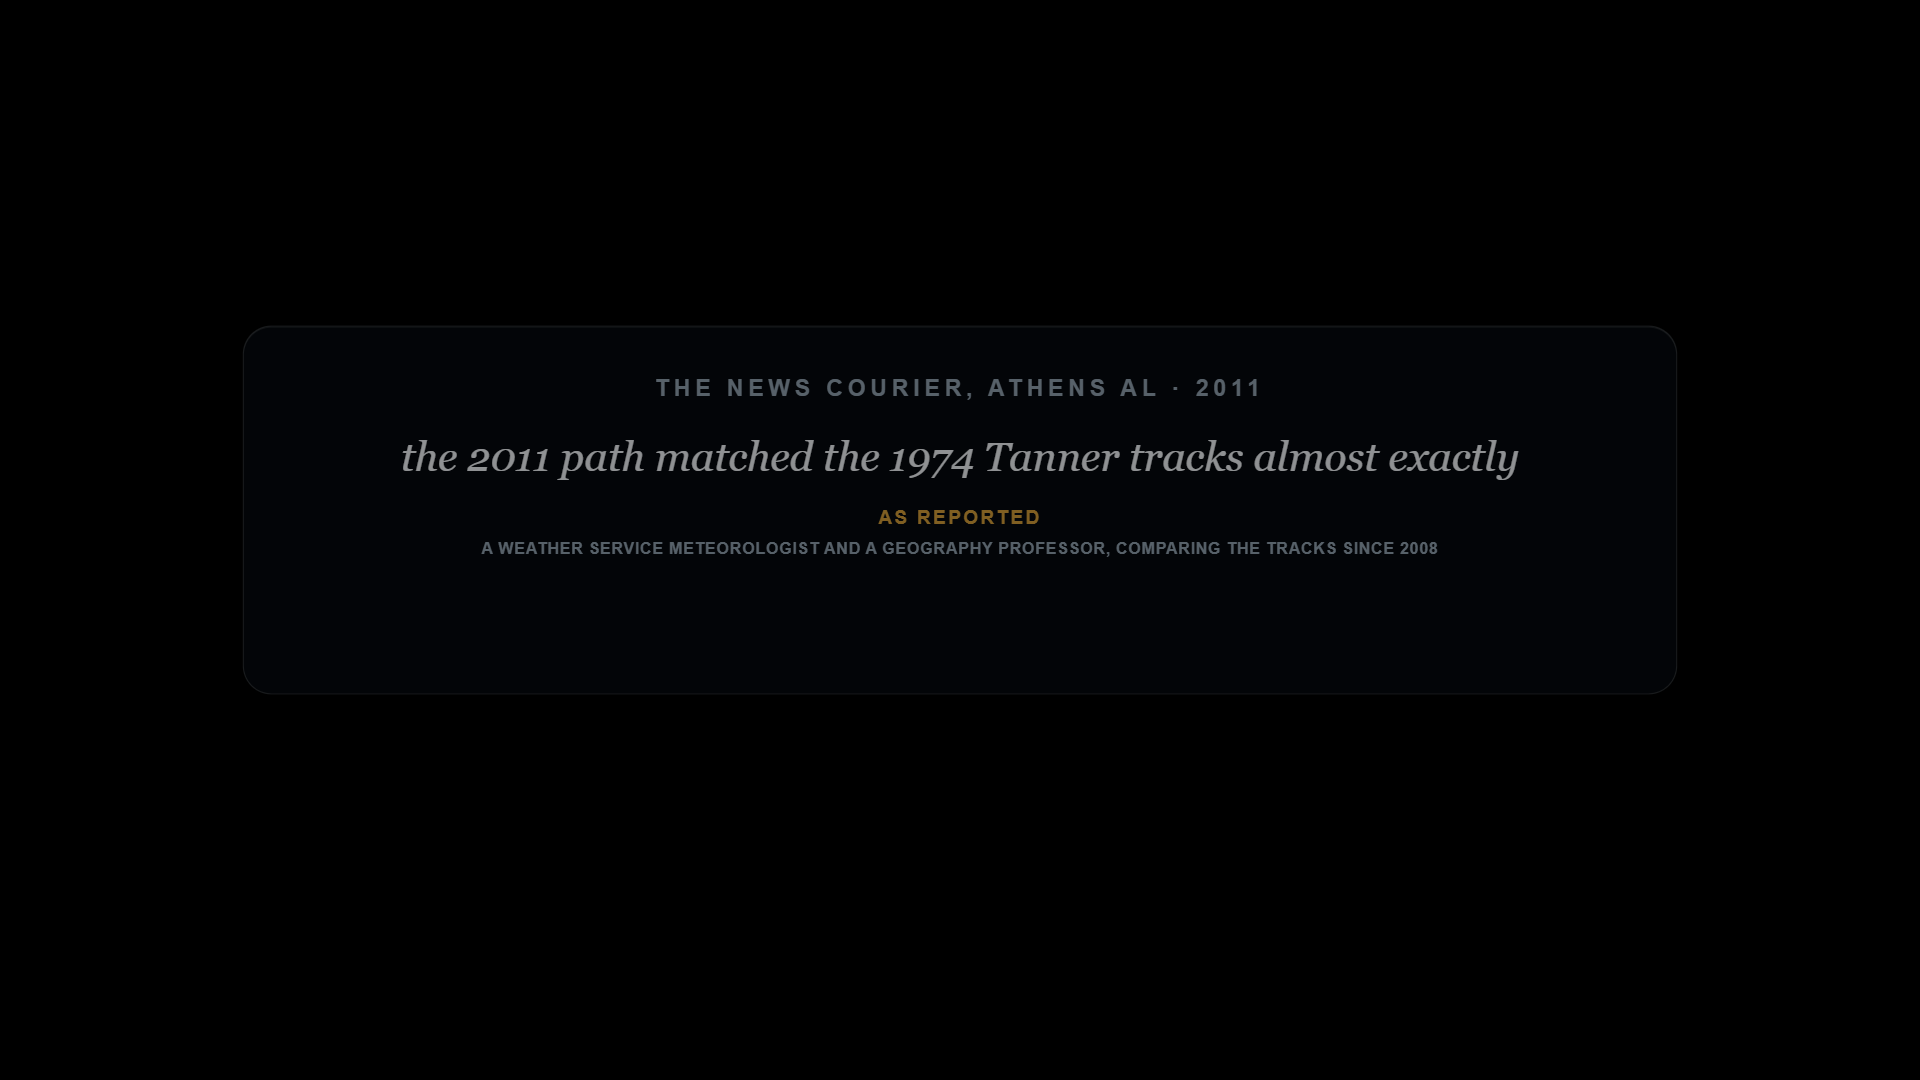 THE NEWS COURIER, ATHENS AL · 2011
the 2011 path matched the 1974 Tanner tracks almost exactly
AS REPORTED
A WEATHER SERVICE METEOROLOGIST AND A GEOGRAPHY PROFESSOR, COMPARING THE TRACKS SINCE 2008